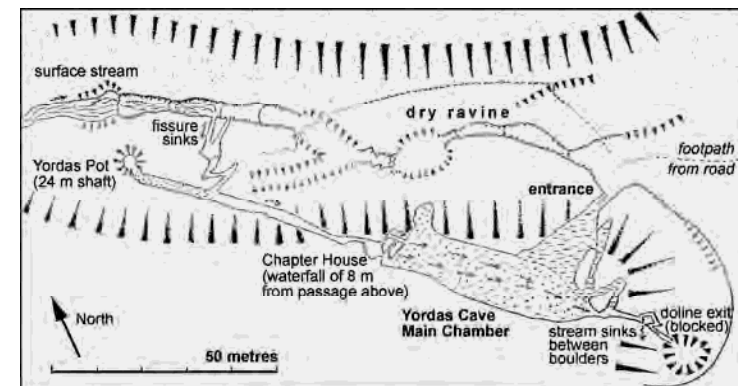 surface stream
fissure
sinks
dry ravine
Yordas Pot
(24 m shaft)
footpath
from road
entrance
Chapter House
(waterfall of 8 m
from passage above)
Yordas Cave
Main Chamber
stream sinks
between
boulders
doline exit
(blocked)
North
50 metres